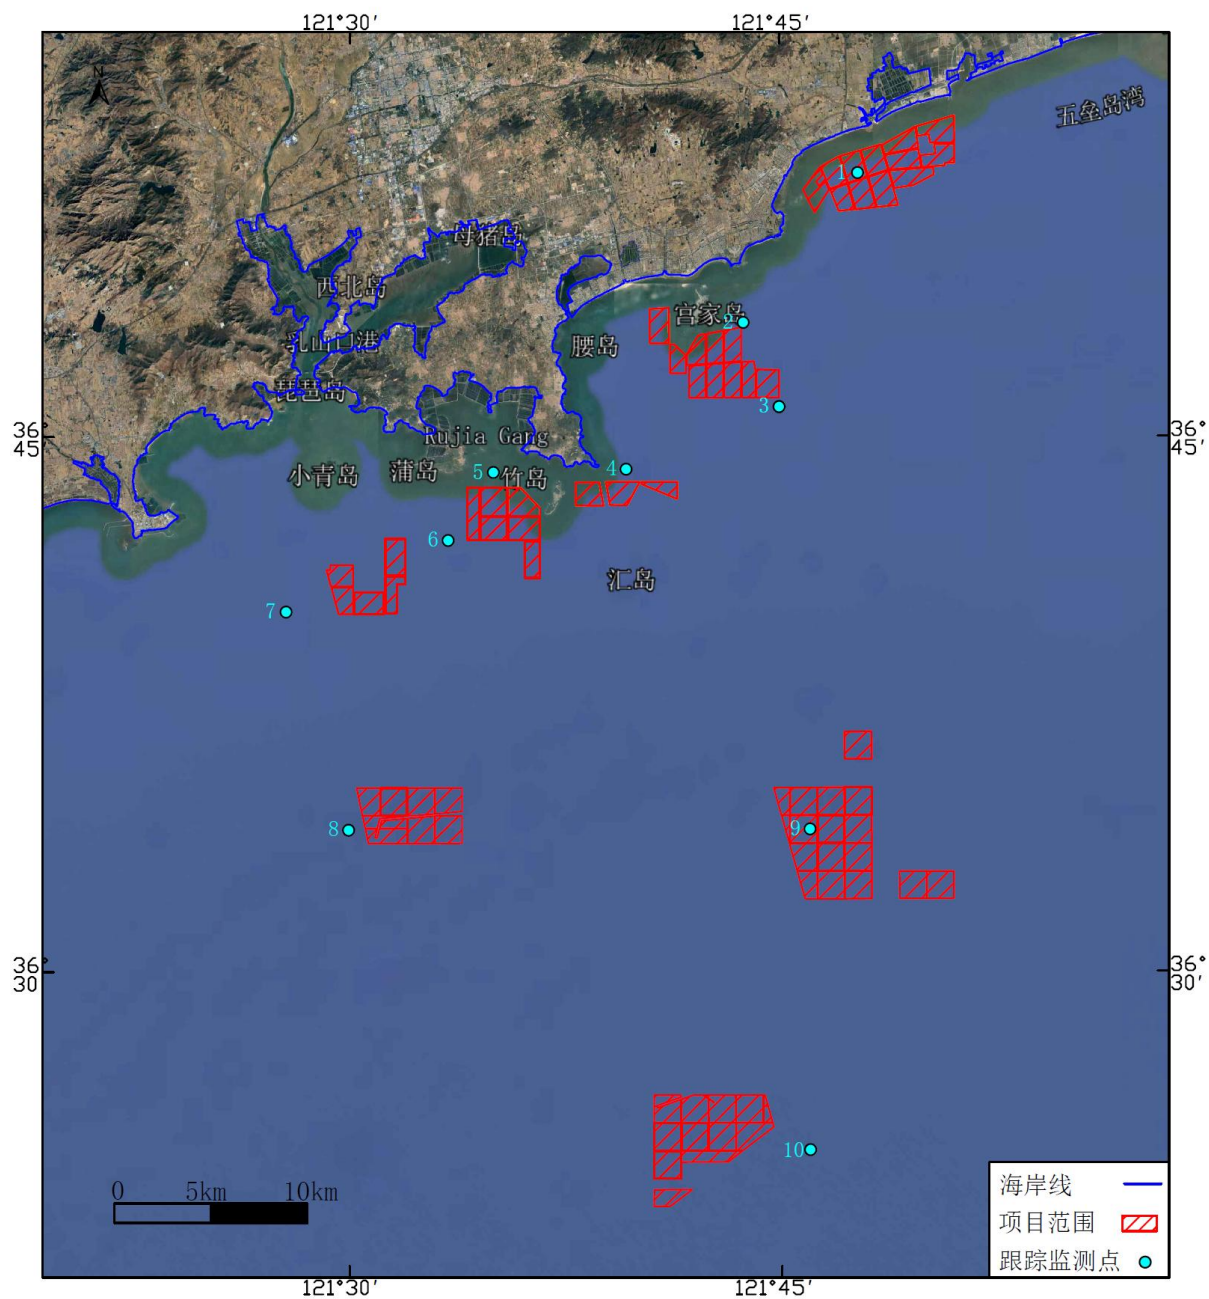 121°30′
121°45′
N
五垒岛湾
1
母猪岛
西北岛
宫家岛
2
乳山口港
腰岛
琵琶岛
3
36°
45′
36°
45′
Rujia Gang
小青岛
蒲岛
5
竹岛
4
6
汇岛
7
8
9
36°
30′
36°
30′
10
0
5km
10km
海岸线
项目范围
跟踪监测点
121°30′
121°45′